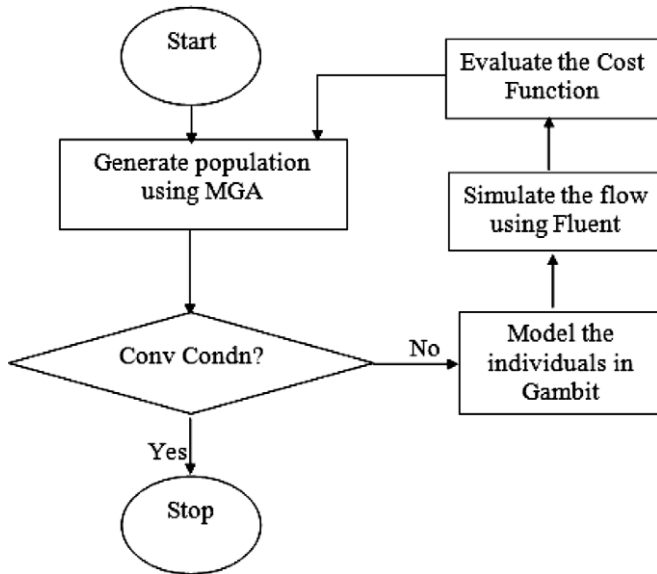 Start
Generate population
using MGA
Conv Condn?
No
Yes
Stop
Model the
individuals in
Gambit
Simulate the flow
using Fluent
Evaluate the Cost
Function